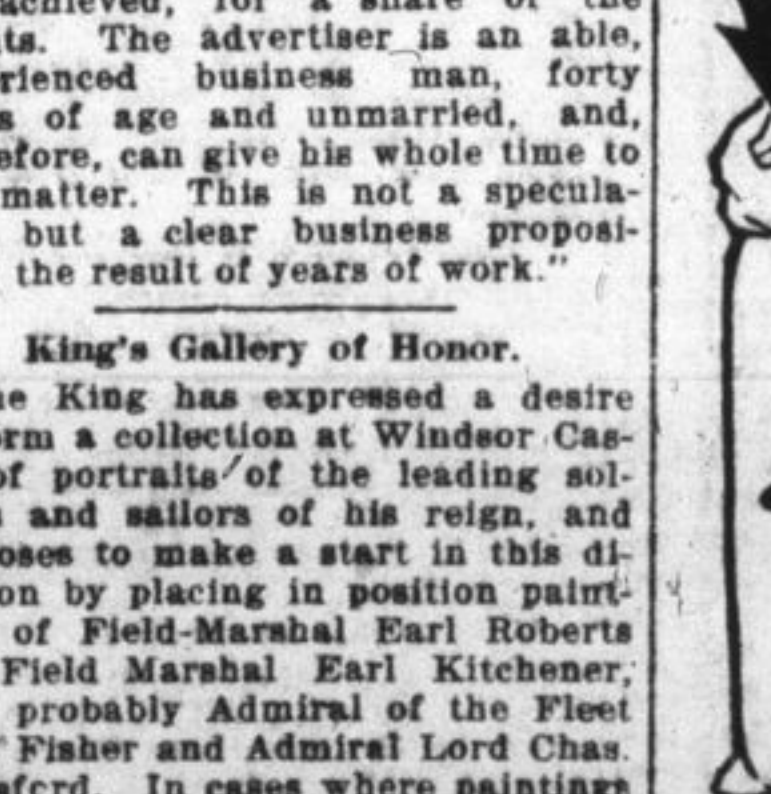 achieved, for a share of the
ts. The advertiser is an able,
rienced business man, forty
s of age and unmarried, and,
efore, can give his whole time to
matter. This is not a specula-
but a clear business proposi-
the result of years of work."
King's Gallery of Honor.
e King has expressed a desire
orm a collection at Windsor Cas-
of portraits of the leading sol-
s and sailors of his reign, and
oses to make a start in this di-
on by placing in position paint-
of Field-Marshal Earl Roberts
Field Marshal Earl Kitchener,
probably Admiral of the Fleet
Fisher and Admiral Lord Chas.
sford. In cases where paintings